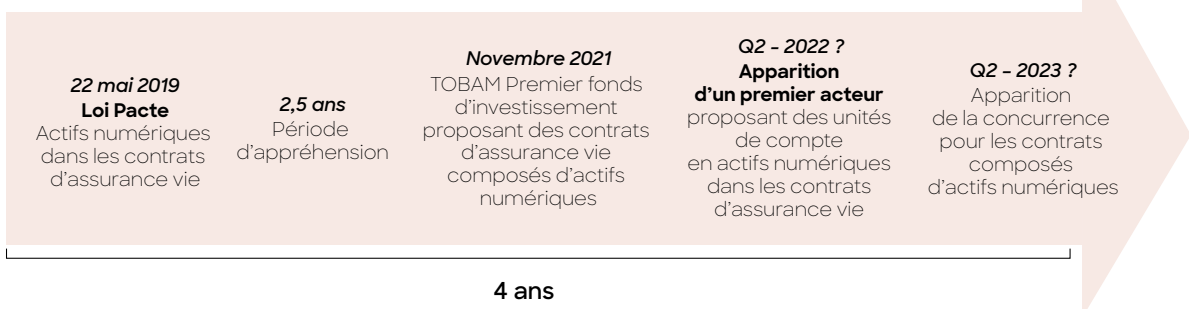 22 mai 2019
Loi Pacte
Actifs numériques
dans les contrats
d'assurance vie
2,5 ans
Période
d'appréhension
Novembre 2021
TOBAM Premier fonds
d'investissement
proposant des contrats
d'assurance vie
composés d'actifs
numériques
Q2 – 2022 ?
Apparition
d'un premier acteur
proposant des unités
de compte
en actifs numériques
dans les contrats
d'assurance vie
Q2 – 2023 ?
Apparition
de la concurrence
pour les contrats
composés
d'actifs numériques
4 ans